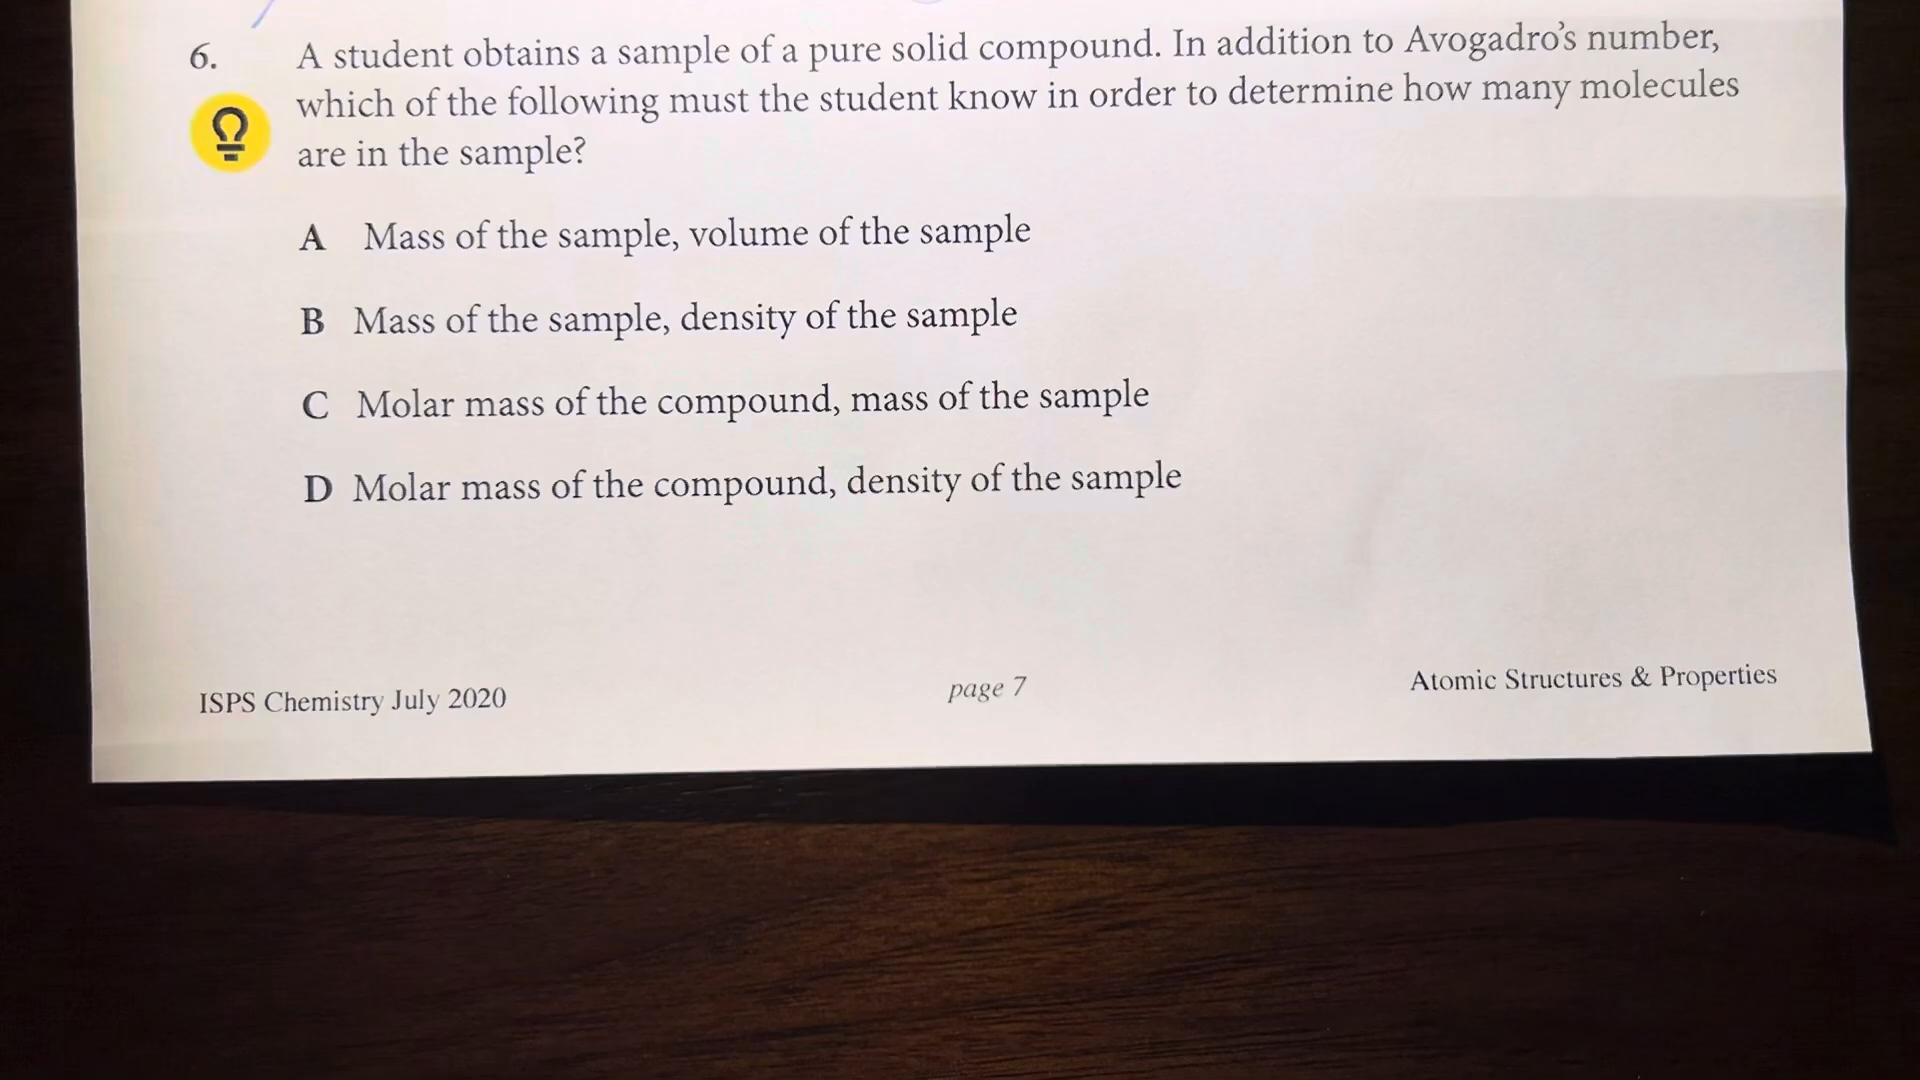 6. A student obtains a sample of a pure solid compound. In addition to Avogadro's number,
which of the following must the student know in order to determine how many molecules
are in the sample?
A Mass of the sample, volume of the sample
B Mass of the sample, density of the sample
C Molar mass of the compound, mass of the sample
D Molar mass of the compound, density of the sample
ISPS Chemistry July 2020 page 7 Atomic Structures & Properties